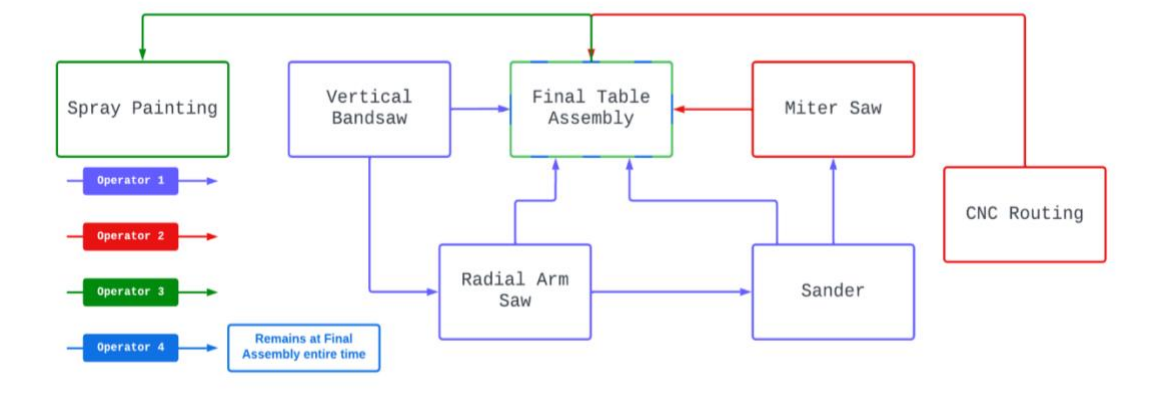 Spray Painting
Vertical
Bandsaw
Final Table
Assembly
Miter Saw
CNC Routing
Operator 1
Operator 2
Operator 3
Operator 4
Remains at Final
Assembly entire time
Radial Arm
Saw
Sander